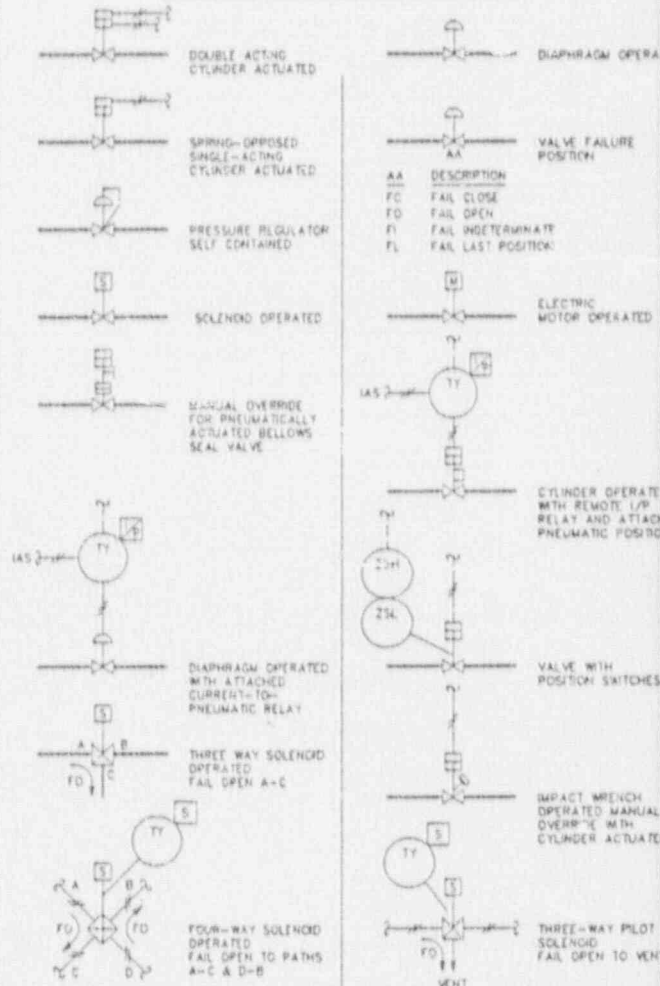 DOUBLE ACTING
CYLINDER ACTUATED
SPRING-OPPOSED
SINGLE-ACTING
CYLINDER ACTUATED
PRESSURE REGULATOR
SELF CONTAINED
S
SOLENOID OPERATED
MANUAL OVERRIDE
FOR PNEUMATICALLY
ACTUATED BELLOWS
SEAL VALVE
TY
I/P
IAS
DIAPHRAGM OPERATED
WITH ATTACHED
CURRENT-TO-
PNEUMATIC RELAY
S
A B
C
FO
THREE WAY SOLENOID
OPERATED
FAIL OPEN A-C
S
TY
S
A B
FO FO
C D
FOUR-WAY SOLENOID
OPERATED
FAIL OPEN TO PATHS
A-C & D-B
DIAPHRAGM OPERA
AA
VALVE FAILURE
POSITION
AA DESCRIPTION
FC FAIL CLOSE
FO FAIL OPEN
FI FAIL INDETERMINATE
FL FAIL LAST POSITION
M
ELECTRIC
MOTOR OPERATED
TY
I/P
IAS
CYLINDER OPERATE
WITH REMOTE I/P
RELAY AND ATTACH
PNEUMATIC POSITIO
ZSH
ZSL
VALVE WITH
POSITION SWITCHES
IMPACT WRENCH
OPERATED MANUAL
OVERRIDE WITH
CYLINDER ACTUATE
S
TY
S
FO
VENT
THREE-WAY PILOT
SOLENOID
FAIL OPEN TO VENT